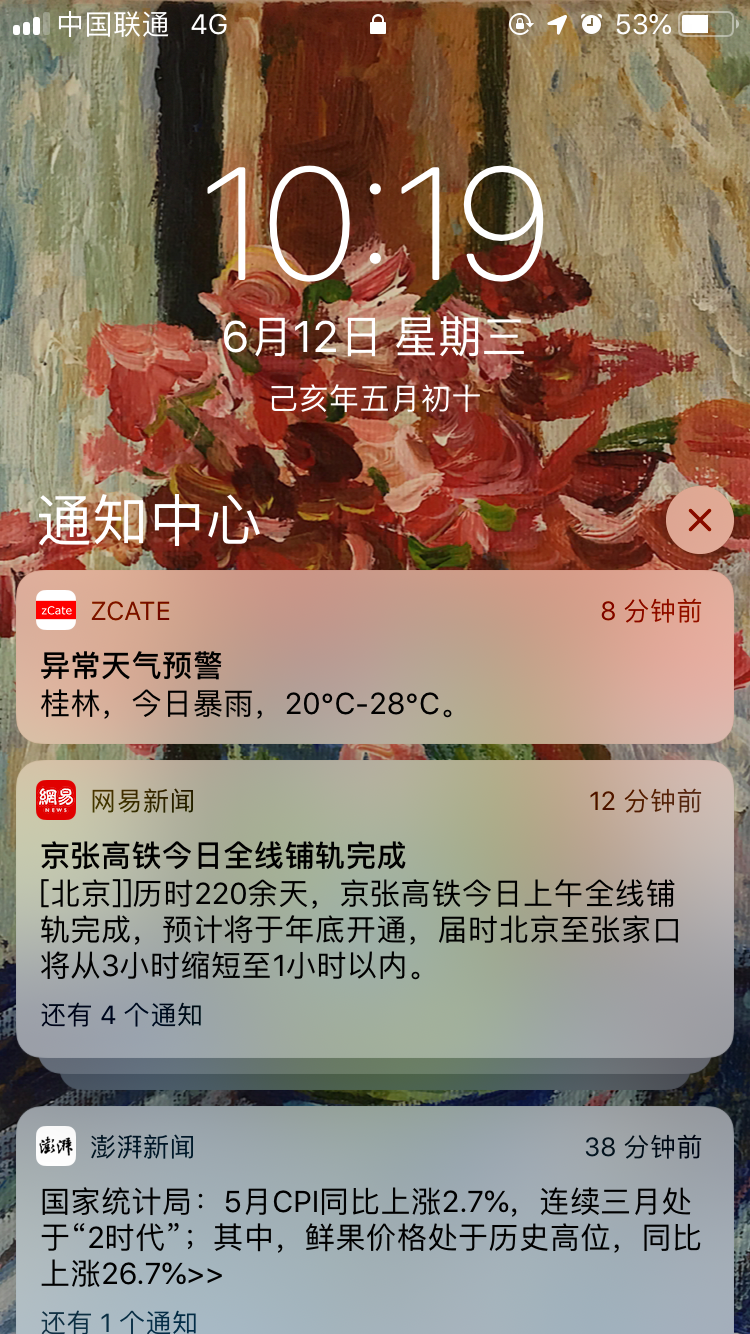 中国联通 4G 53%
10:19
6月12日 星期三
己亥年五月初十
通知中心
zCate ZCATE 8 分钟前
异常天气预警
桂林，今日暴雨，20°C-28°C。
網易 NEWS 网易新闻 12 分钟前
京张高铁今日全线铺轨完成
[北京]]历时220余天，京张高铁今日上午全线铺
轨完成，预计将于年底开通，届时北京至张家口
将从3小时缩短至1小时以内。
还有 4 个通知
澎湃 澎湃新闻 38 分钟前
国家统计局：5月CPI同比上涨2.7%，连续三月处
于“2时代”；其中，鲜果价格处于历史高位，同比
上涨26.7%>>
还有 1 个通知